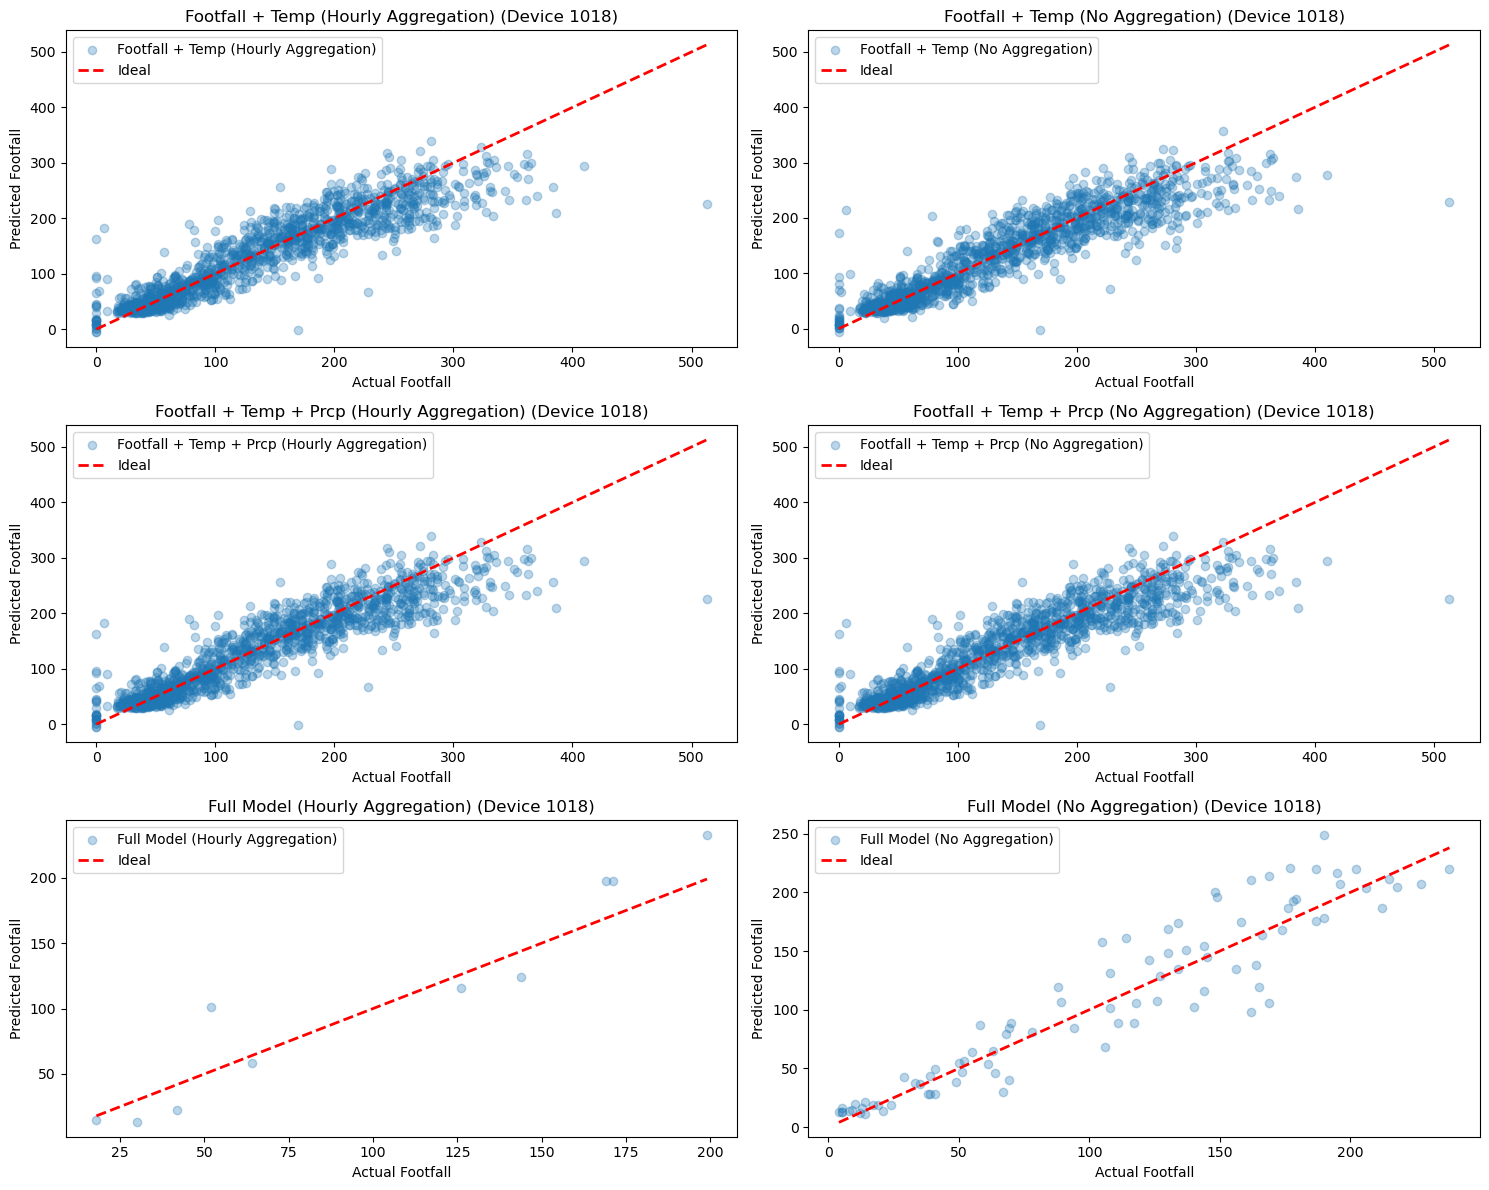 Footfall + Temp (Hourly Aggregation) (Device 1018)
Footfall + Temp (Hourly Aggregation)
Ideal
500
400
300
200
100
0
Predicted Footfall
0 100 200 300 400 500
Actual Footfall
Footfall + Temp (No Aggregation) (Device 1018)
Footfall + Temp (No Aggregation)
Ideal
500
400
300
200
100
0
Predicted Footfall
0 100 200 300 400 500
Actual Footfall
Footfall + Temp + Prcp (Hourly Aggregation) (Device 1018)
Footfall + Temp + Prcp (Hourly Aggregation)
Ideal
500
400
300
200
100
0
Predicted Footfall
0 100 200 300 400 500
Actual Footfall
Footfall + Temp + Prcp (No Aggregation) (Device 1018)
Footfall + Temp + Prcp (No Aggregation)
Ideal
500
400
300
200
100
0
Predicted Footfall
0 100 200 300 400 500
Actual Footfall
Full Model (Hourly Aggregation) (Device 1018)
Full Model (Hourly Aggregation)
Ideal
200
150
100
50
Predicted Footfall
25 50 75 100 125 150 175 200
Actual Footfall
Full Model (No Aggregation) (Device 1018)
Full Model (No Aggregation)
Ideal
250
200
150
100
50
0
Predicted Footfall
0 50 100 150 200
Actual Footfall